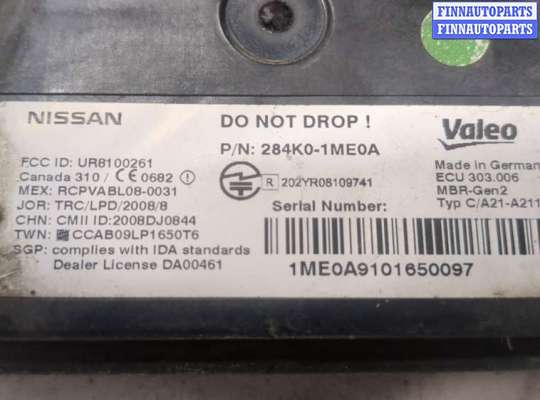 FINNAUTOPARTS
FINNAUTOPARTS
NISSAN
DO NOT DROP !
P/N: 284K0-1ME0A
Valeo
FCC ID: UR8100261
Canada 310 / CE 0682
MEX: RCPVABL08-0031
JOR: TRC/LPD/2008/8
CHN: CMII ID:2008DJ0844
TWN: CCAB09LP1650T6
SGP: complies with IDA standards
Dealer License DA00461
R 202YR08109741
Serial Number:
1ME0A9101650097
Made in German
ECU 303.006
MBR-Gen2
Typ C/A21-A211